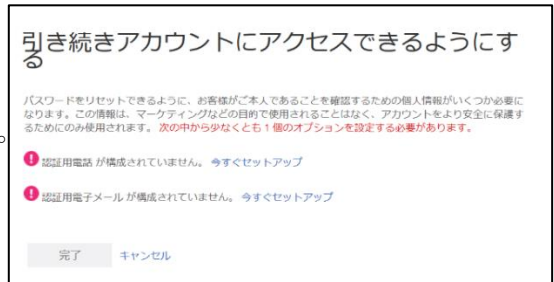 引き続きアカウントにアクセスできるようにす
る
パスワードをリセットできるように、お客様がご本人であることを確認するための個人情報がいくつか必要に
なります。この情報は、マーケティングなどの目的で使用されることはなく、アカウントをより安全に保護す
るためにのみ使用されます。 次の中から少なくとも 1 個のオプションを設定する必要があります。
認証用電話 が構成されていません。 今すぐセットアップ
認証用電子メール が構成されていません。 今すぐセットアップ
完了 キャンセル